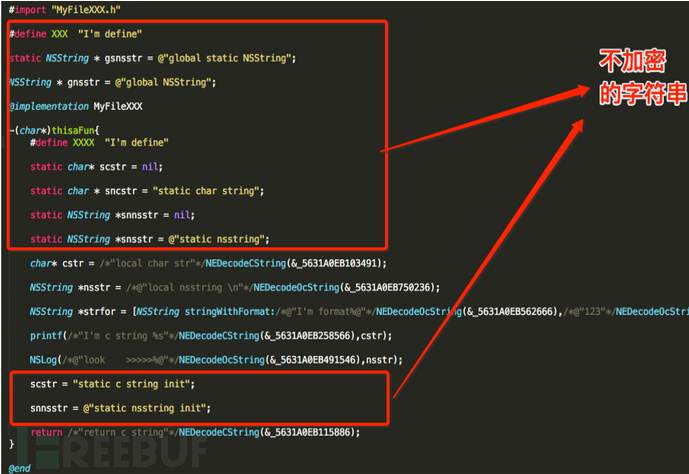 #import "MyFileXXX.h"
#define XXX  "I'm define"
static NSString * gsnsstr = @"global static NSString";
NSString * gnsstr = @"global NSString";
@implementation MyFileXXX
-(char*)thisaFun{
#define XXXX  "I'm define"
static char* scstr = nil;
static char * sncstr = "static char string";
static NSString *snnsstr = nil;
static NSString *snsstr = @"static nsstring";
char* cstr = /*"local char str"*/NEDecodeCString(&_5631A0EB103491);
NSString *nsstr = /*@"local nsstring \n"*/NEDecodeOcString(&_5631A0EB750236);
NSString *strfor = [NSString stringWithFormat:/*@"I'm format%@"*/NEDecodeOcString(&_5631A0EB562666),/*@"123"*/NEDecodeOcString(&_5631A0EB
printf(/*"I'm c string %s"*/NEDecodeCString(&_5631A0EB258566),cstr);
NSLog(/*@"look    >>>>>%@"*/NEDecodeOcString(&_5631A0EB491546),nsstr);
scstr = "static c string init";
snnsstr = @"static nsstring init";
return /*"return c string"*/NEDecodeCString(&_5631A0EB115886);
}
@end
不加密
的字符串
FREEBUF